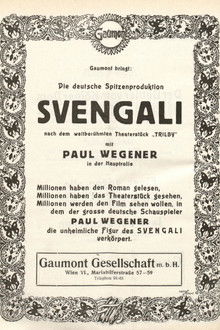 Gaumont
Gaumont bringt:
Die deutsche Spitzenproduktion
SVENGALI
nach dem weltberühmten Theaterstück „TRILBY"
mit
PAUL WEGENER
in der Hauptrolle
Millionen haben den Roman gelesen,
Millionen haben das Theaterstück gesehen,
Millionen werden den Film sehen wollen, in
dem der grosse deutsche Schauspieler
PAUL WEGENER
die unheimliche Figur des SVENGALI
verkörpert.
Gaumont Gesellschaft m. b. H.
Wien VI., Mariahilferstraße 57-59